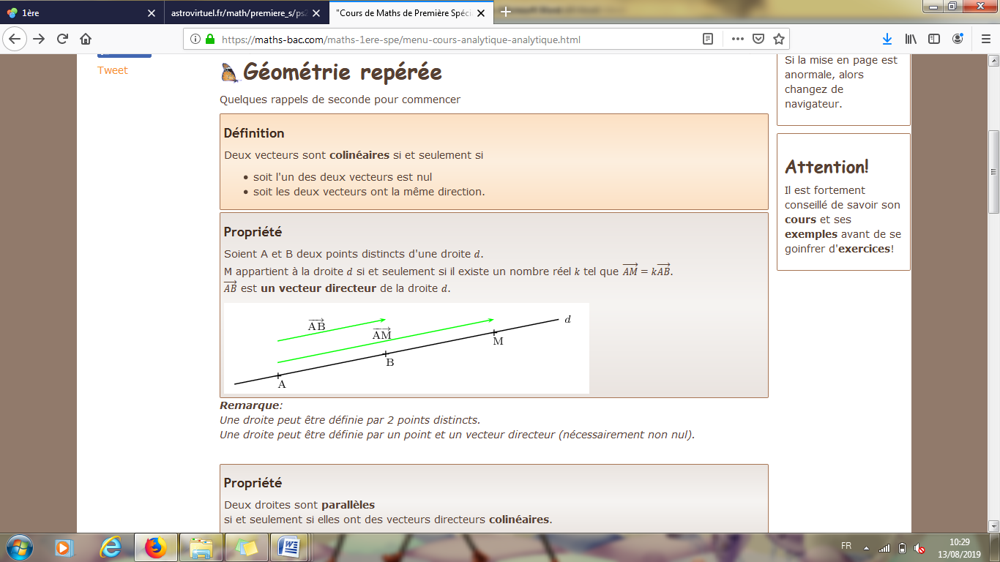 1ère
astrovirtuel.fr/math/premiere_s/ps2
"Cours de Maths de Première Spéci
https://maths-bac.com/maths-1ere-spe/menu-cours-analytique-analytique.html
Tweet
Géométrie repérée
Quelques rappels de seconde pour commencer
Définition
Deux vecteurs sont colinéaires si et seulement si
• soit l'un des deux vecteurs est nul
• soit les deux vecteurs ont la même direction.
Propriété
Soient A et B deux points distincts d'une droite d.
M appartient à la droite d si et seulement si il existe un nombre réel k tel que \overrightarrow{AM} = k\overrightarrow{AB}.
\overrightarrow{AB} est un vecteur directeur de la droite d.
\overrightarrow{AB}
\overrightarrow{AM}
d
M
B
A
Remarque:
Une droite peut être définie par 2 points distincts.
Une droite peut être définie par un point et un vecteur directeur (nécessairement non nul).
Propriété
Deux droites sont parallèles
si et seulement si elles ont des vecteurs directeurs colinéaires.
Si la mise en page est
anormale, alors
changez de
navigateur.
Attention!
Il est fortement
conseillé de savoir son
cours et ses
exemples avant de se
goinfrer d'exercices!
FR
10:29
13/08/2019